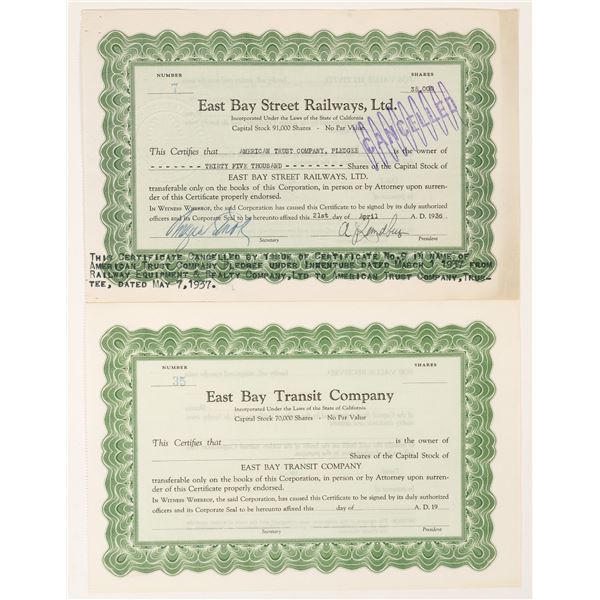 NUMBER SHARES
7 35,000
East Bay Street Railways, Ltd.
Incorporated Under the Laws of the State of California
Capital Stock 91,000 Shares - No Par Value
CANCELLED
This Certifies that AMERICAN TRUST COMPANY, PLEDGEE is the owner of
THIRTY FIVE THOUSAND Shares of the Capital Stock of
EAST BAY STREET RAILWAYS, LTD.
transferable only on the books of this Corporation, in person or by Attorney upon surren-
der of this Certificate properly endorsed.
In Witness Whereof, the said Corporation has caused this Certificate to be signed by its duly authorized
officers and its Corporate Seal to be hereunto affixed this 21st day of April A. D. 1936
Secretary President
This Certificate Cancelled by issue of Certificate No.9 in name of
American Trust Company Pledgee under Indenture dated March 1 1937 from
Railway Equipment & Realty Company,Ltd to American Trust Company,Trus-
tee, dated May 7,1937.
NUMBER SHARES
35
East Bay Transit Company
Incorporated Under the Laws of the State of California
Capital Stock 70,000 Shares - No Par Value
This Certifies that is the owner of
Shares of the Capital Stock of
EAST BAY TRANSIT COMPANY
transferable only on the books of this Corporation, in person or by Attorney upon surren-
der of this Certificate properly endorsed.
In Witness Whereof, the said Corporation has caused this Certificate to be signed by its duly authorized
officers and its Corporate Seal to be hereunto affixed this day of A. D. 19
Secretary President